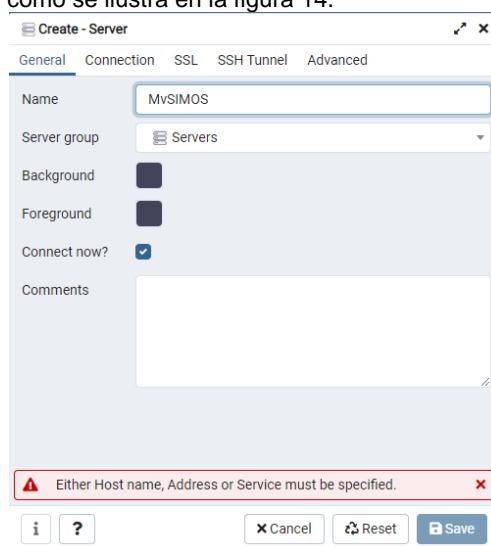 como se ilustra en la figura 14.
Create - Server
General Connection SSL SSH Tunnel Advanced
Name MvSIMOS
Server group Servers
Background
Foreground
Connect now?
Comments
Either Host name, Address or Service must be specified.
i ? Cancel Reset Save